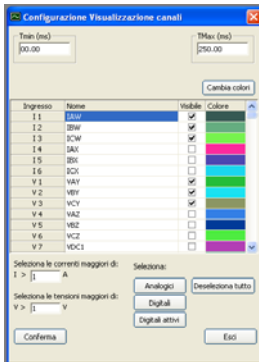 Configurazione Visualizzazione canali
Tmin (ms) TMax (ms)
00.00 250.00
Cambia colori
Ingresso Nome Visibile Colore
I 1 IAW
I 2 IBW
I 3 ICW
I 4 IAX
I 5 IBX
I 6 ICX
V 1 VAY
V 2 VBY
V 3 VCY
V 4 VAZ
V 5 VBZ
V 6 VCZ
V 7 VDC1
Seleziona le correnti maggiori di: Seleziona:
I > 1 A
Analogici Deseleziona tutto
Seleziona le tensioni maggiori di:
V > 1 V
Digitali
Digitali attivi
Conferma Esci